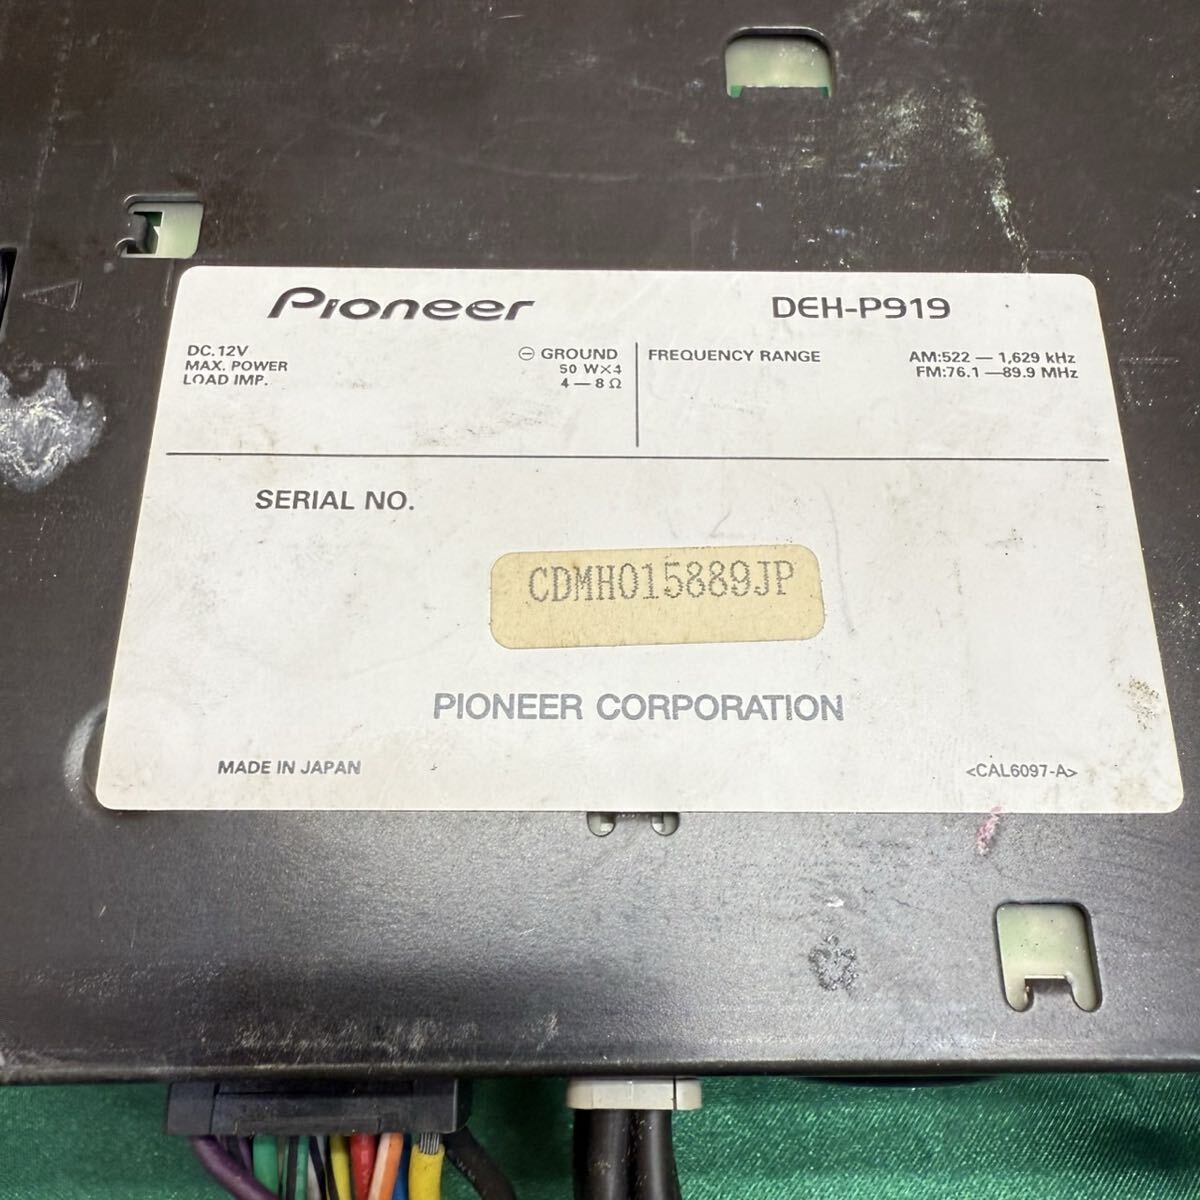 Pioneer DEH-P919
DC.12V ⊖ GROUND
MAX. POWER 50 W×4
LOAD IMP. 4 — 8 Ω
FREQUENCY RANGE AM:522 — 1,629 kHz
FM:76.1 —89.9 MHz
SERIAL NO.
CDMH015889JP
PIONEER CORPORATION
MADE IN JAPAN <CAL6097-A>